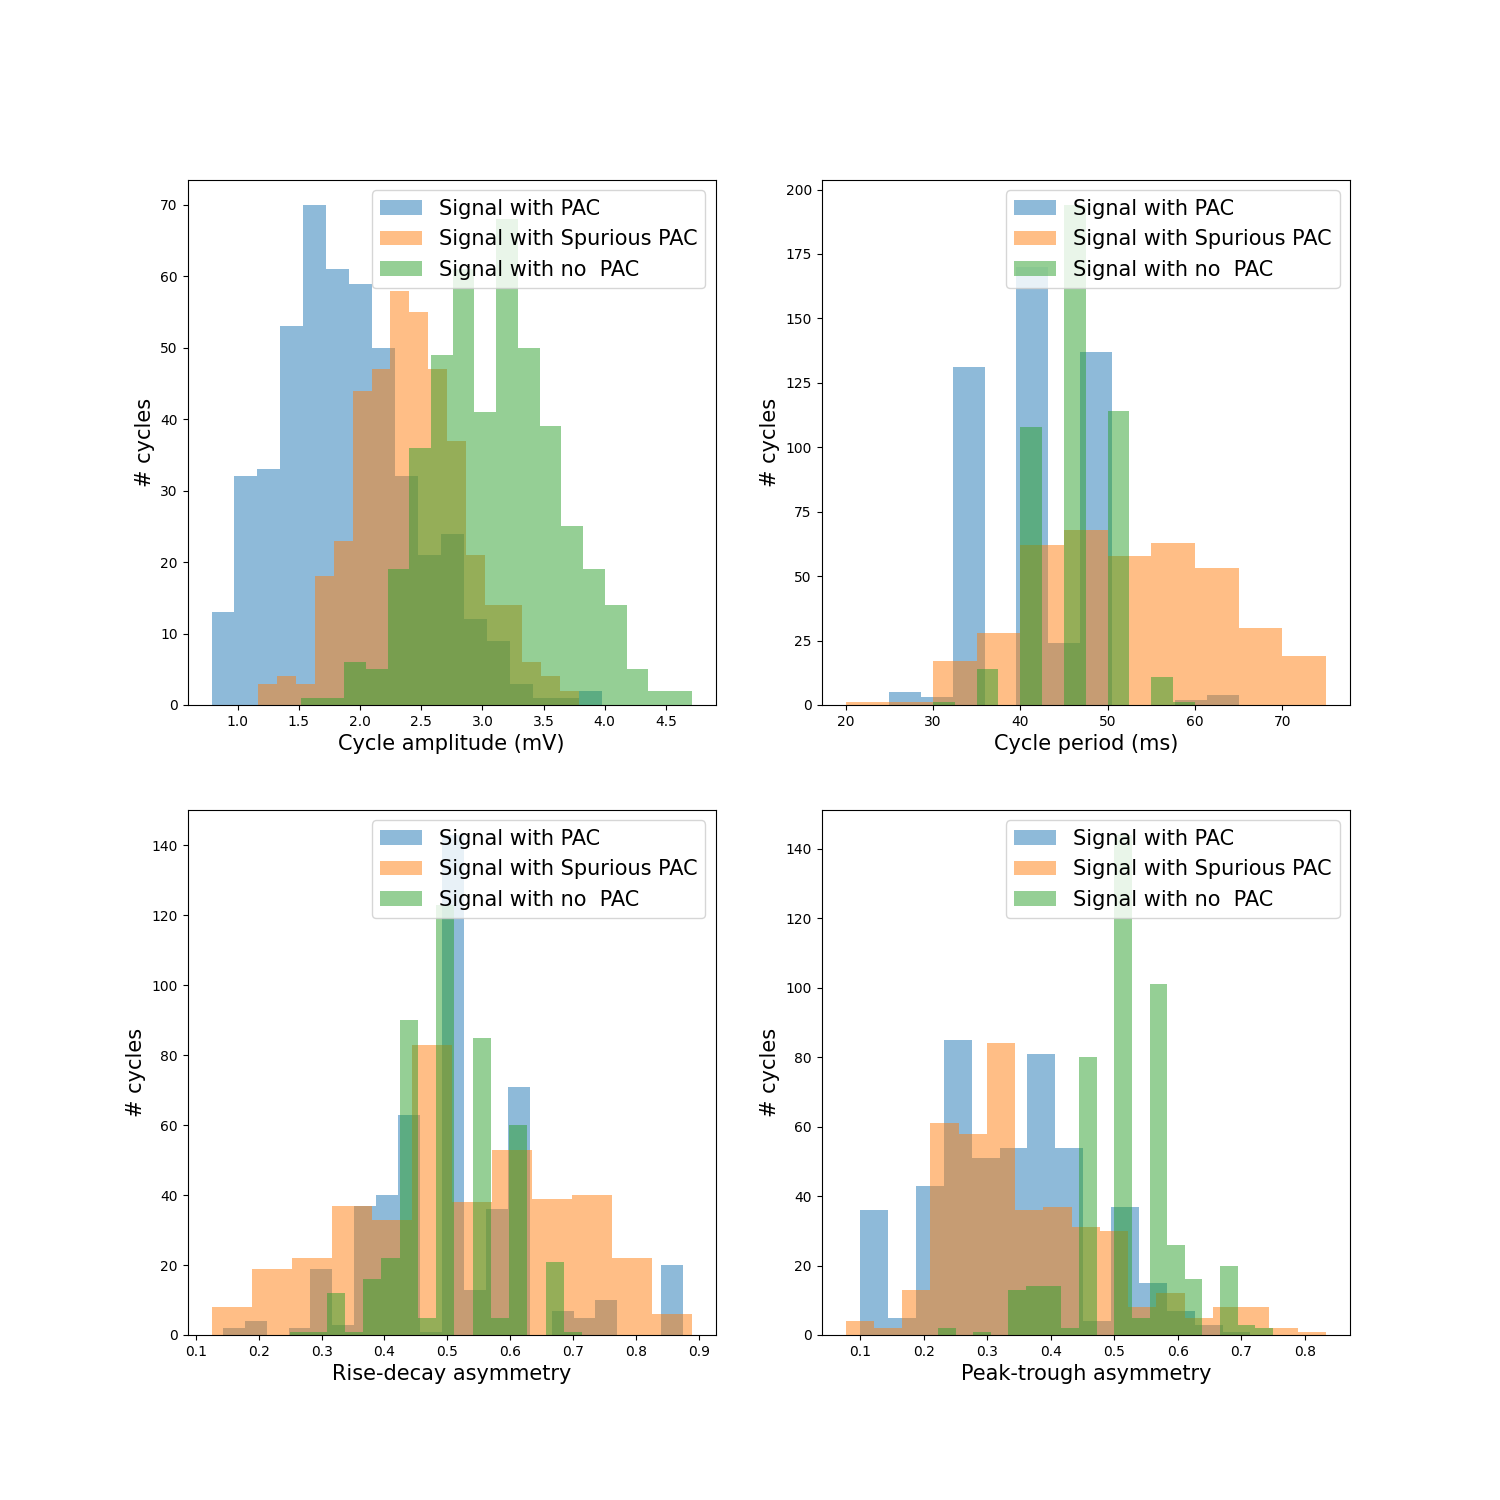 Signal with PAC
Signal with Spurious PAC
Signal with no  PAC
70
60
50
40
30
20
10
0
# cycles
1.0 1.5 2.0 2.5 3.0 3.5 4.0 4.5
Cycle amplitude (mV)
Signal with PAC
Signal with Spurious PAC
Signal with no  PAC
200
175
150
125
100
75
50
25
0
# cycles
20 30 40 50 60 70
Cycle period (ms)
Signal with PAC
Signal with Spurious PAC
Signal with no  PAC
140
120
100
80
60
40
20
0
# cycles
0.1 0.2 0.3 0.4 0.5 0.6 0.7 0.8 0.9
Rise-decay asymmetry
Signal with PAC
Signal with Spurious PAC
Signal with no  PAC
140
120
100
80
60
40
20
0
# cycles
0.1 0.2 0.3 0.4 0.5 0.6 0.7 0.8
Peak-trough asymmetry